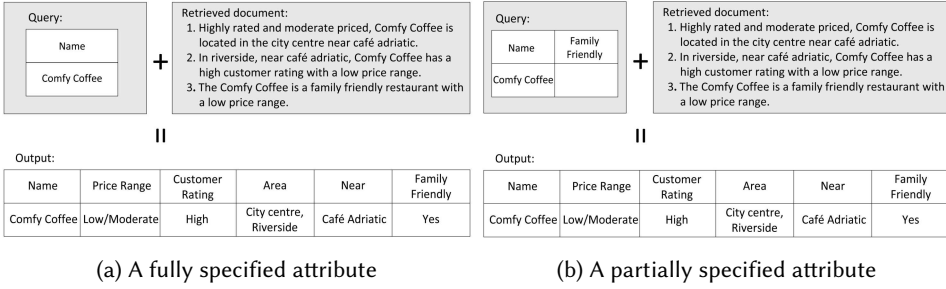 Query:
Name
Comfy Coffee
+
Retrieved document:
1. Highly rated and moderate priced, Comfy Coffee is
located in the city centre near café adriatic.
2. In riverside, near café adriatic, Comfy Coffee has a
high customer rating with a low price range.
3. The Comfy Coffee is a family friendly restaurant with
a low price range.
=
Output:
Name Price Range Customer Rating Area Near Family Friendly
Comfy Coffee Low/Moderate High City centre, Riverside Café Adriatic Yes
(a) A fully specified attribute
Query:
Name Family Friendly
Comfy Coffee
+
Retrieved document:
1. Highly rated and moderate priced, Comfy Coffee is
located in the city centre near café adriatic.
2. In riverside, near café adriatic, Comfy Coffee has a
high customer rating with a low price range.
3. The Comfy Coffee is a family friendly restaurant with
a low price range.
=
Output:
Name Price Range Customer Rating Area Near Family Friendly
Comfy Coffee Low/Moderate High City centre, Riverside Café Adriatic Yes
(b) A partially specified attribute